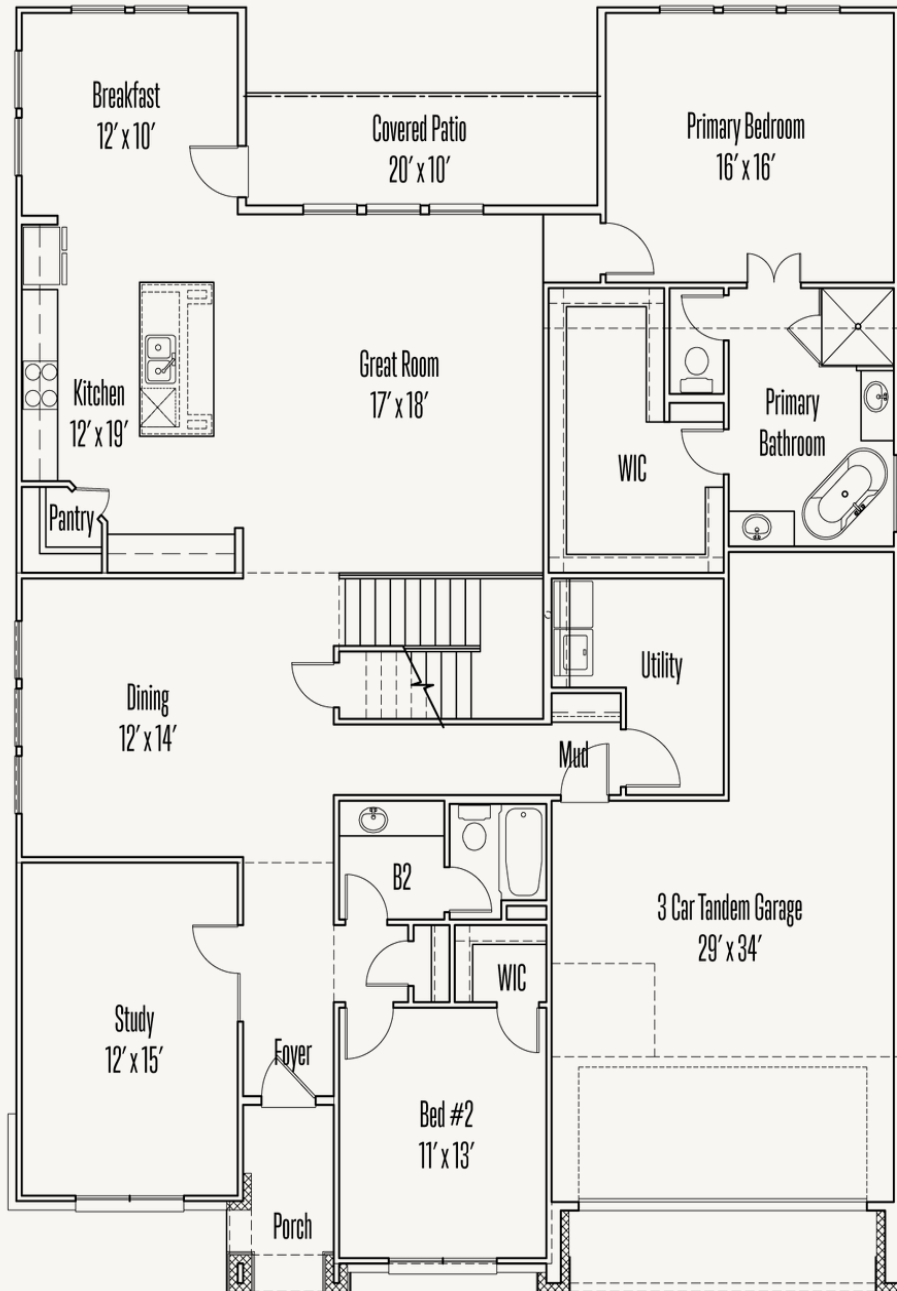 Breakfast
12' x 10'
Covered Patio
20' x 10'
Primary Bedroom
16' x 16'
Great Room
17' x 18'
Kitchen
12' x 19'
Primary
Bathroom
WIC
Pantry
Utility
Dining
12' x 14'
Mud
B2
3 Car Tandem Garage
29' x 34'
WIC
Study
12' x 15'
Foyer
Bed #2
11' x 13'
Porch